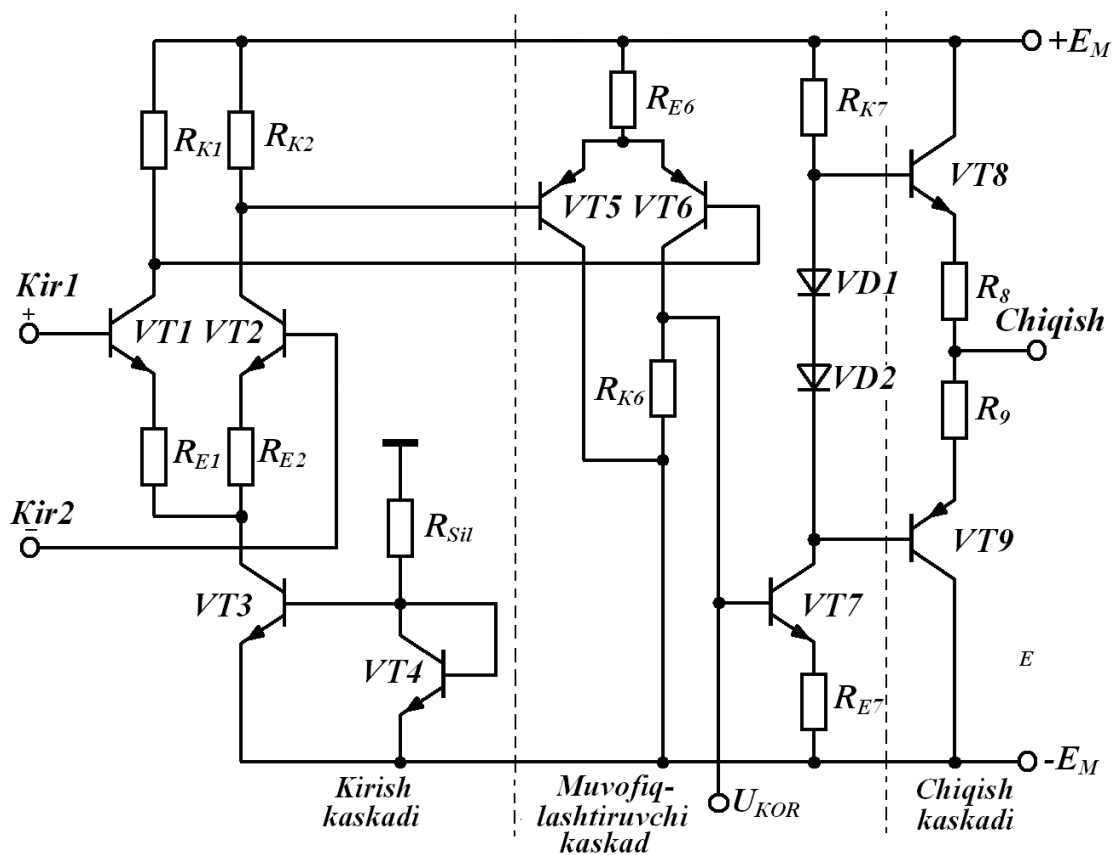 +E_M
R_K1
R_K2
R_E6
R_K7
VT5
VT6
VT8
Kir1
+
VT1
VT2
VD1
R_8
Chiqish
R_K6
VD2
R_9
R_E1
R_E2
Kir2
−
R_Sil
VT9
VT3
VT7
VT4
E
R_E7
-E_M
Kirish
kaskadi
Muvofiq-
lashtiruvchi
kaskad
U_KOR
Chiqish
kaskadi